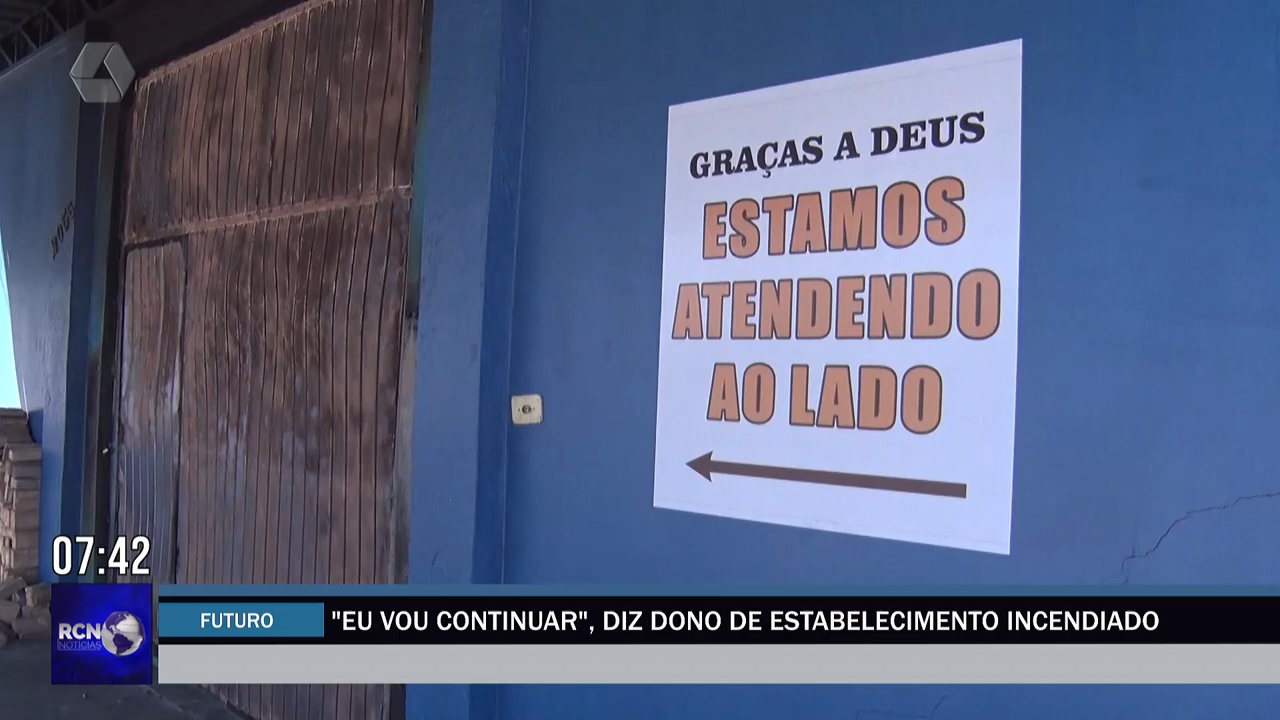 GRAÇAS A DEUS
ESTAMOS
ATENDENDO
AO LADO
07:42
FUTURO
"EU VOU CONTINUAR", DIZ DONO DE ESTABELECIMENTO INCENDIADO
RCN
NOTÍCIAS